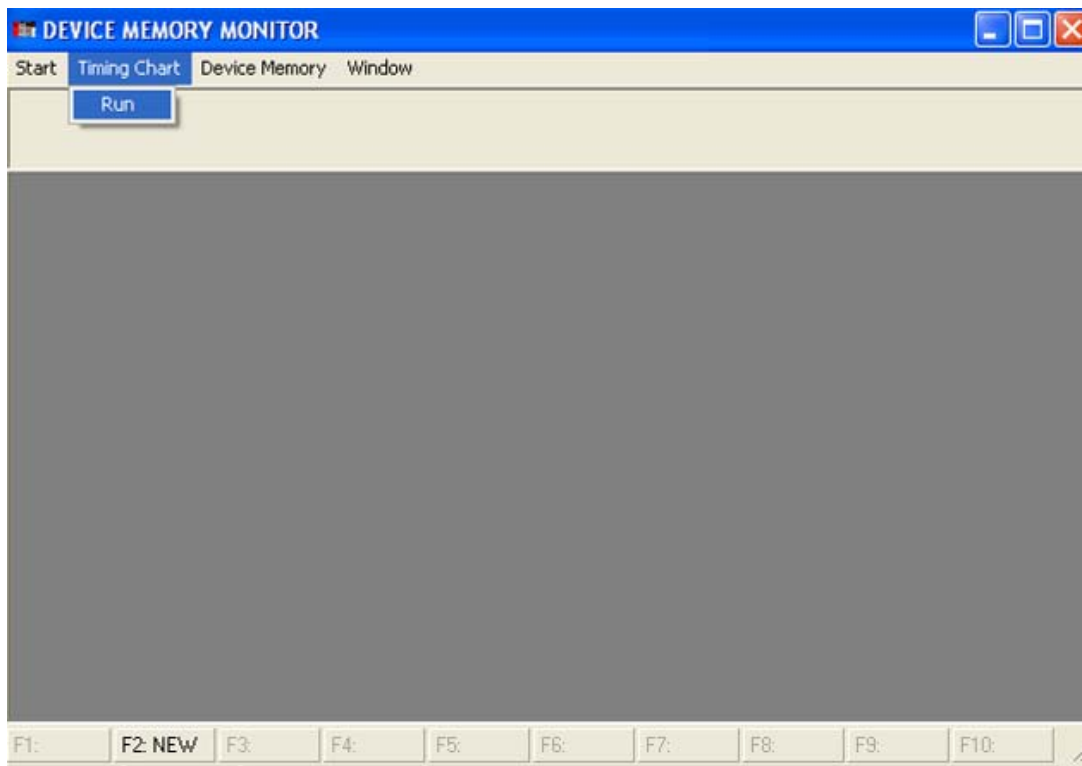 DEVICE MEMORY MONITOR
Start Timing Chart Device Memory Window
Run
F1: F2: NEW F3: F4: F5: F6: F7: F8: F9: F10: